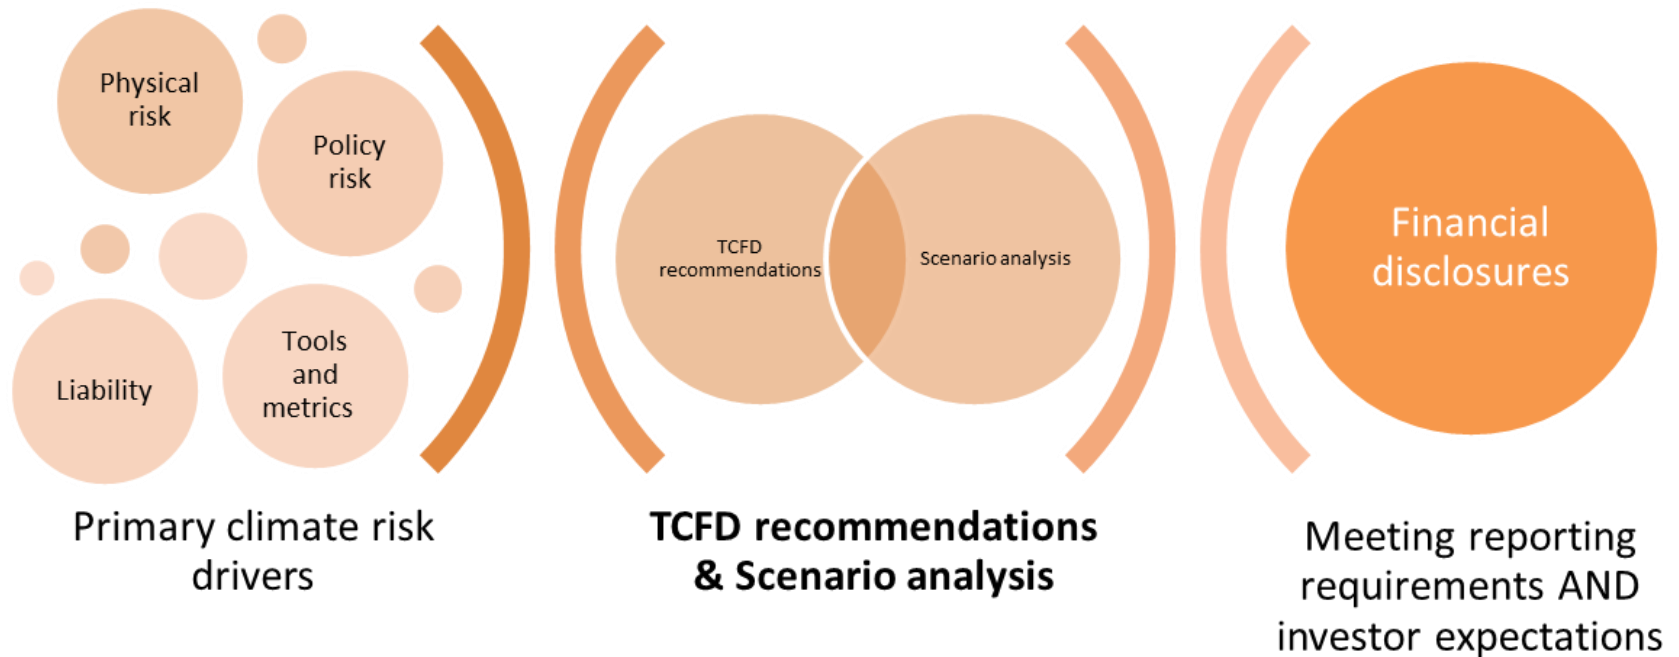 Physical
risk
Policy
risk
Liability
Tools
and
metrics
Primary climate risk
drivers
TCFD
recommendations
Scenario analysis
TCFD recommendations
& Scenario analysis
Financial
disclosures
Meeting reporting
requirements AND
investor expectations